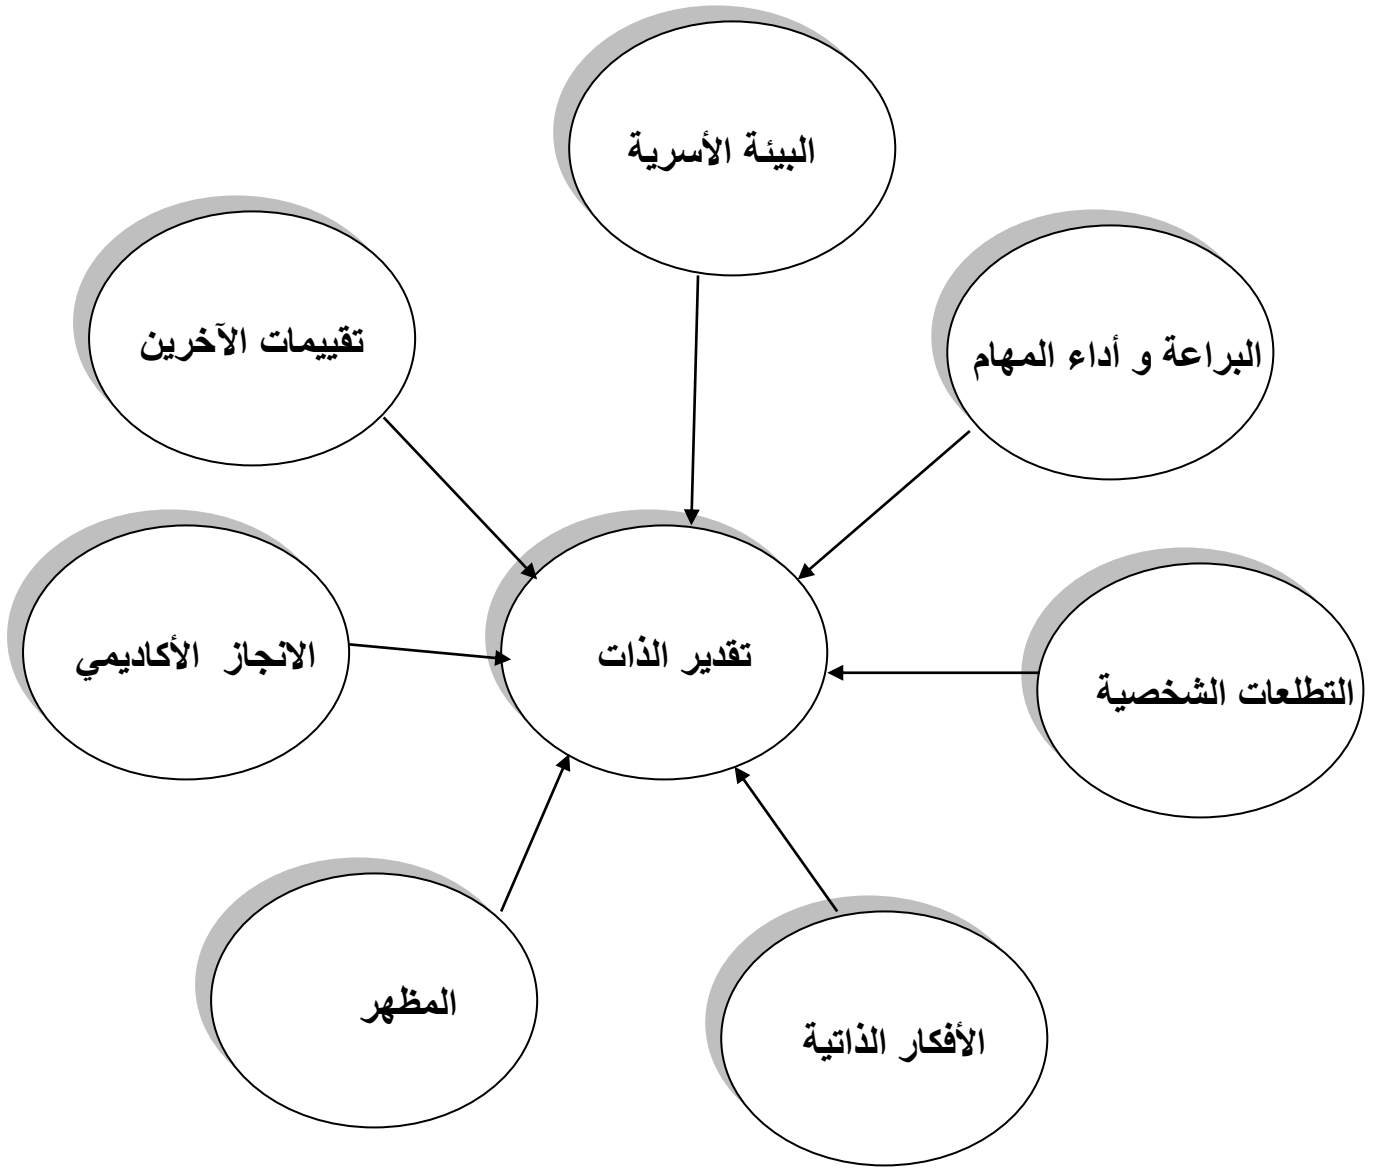 البيئة الأسرية
تقييمات الآخرين
البراعة و أداء المهام
الانجاز الأكاديمي
تقدير الذات
التطلعات الشخصية
المظهر
الأفكار الذاتية